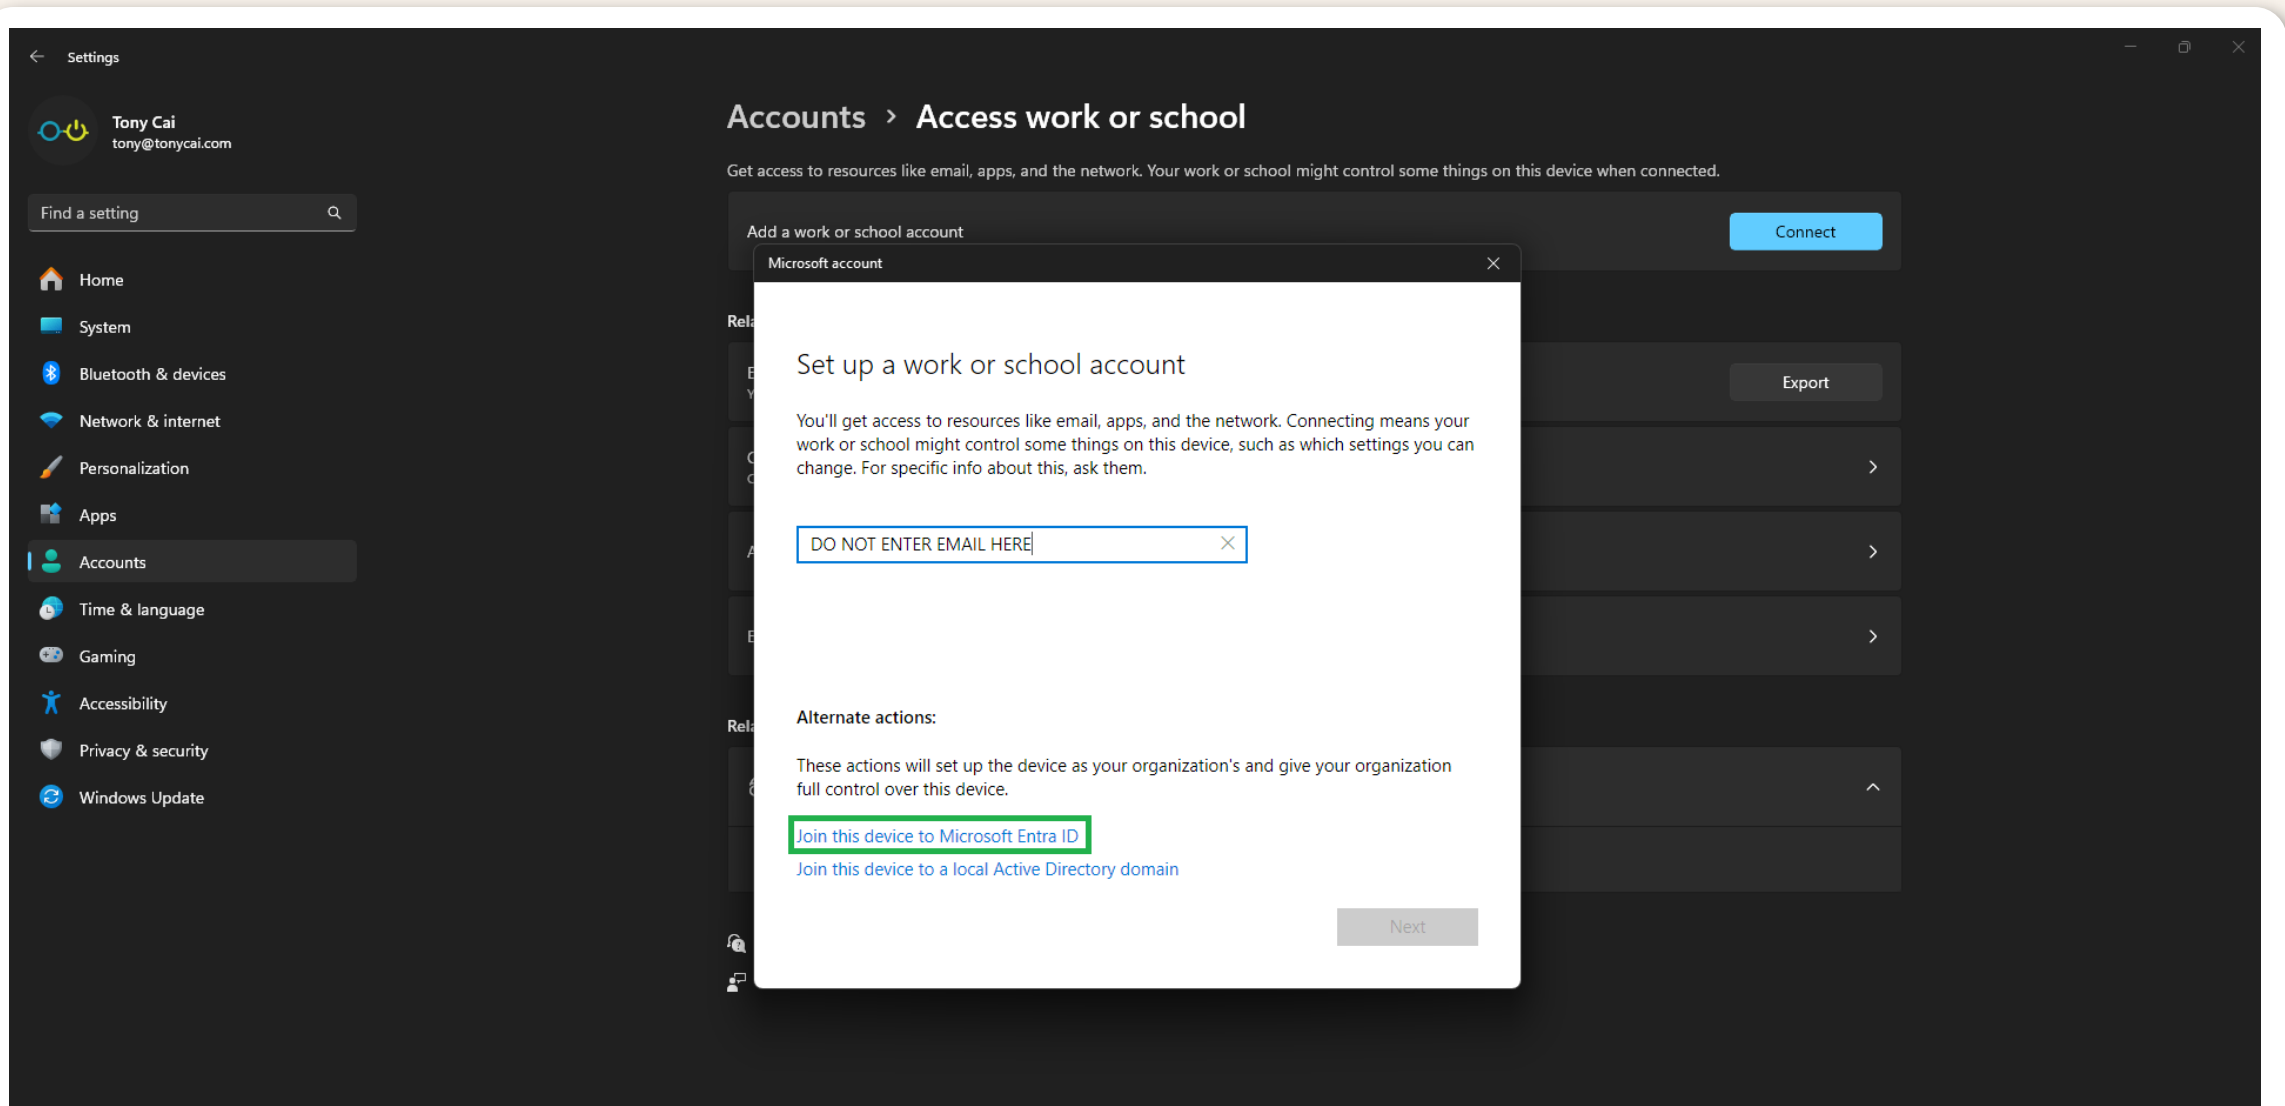 Settings
Tony Cai
tony@tonycai.com
Find a setting
Home
System
Bluetooth & devices
Network & internet
Personalization
Apps
Accounts
Time & language
Gaming
Accessibility
Privacy & security
Windows Update
Accounts > Access work or school
Get access to resources like email, apps, and the network. Your work or school might control some things on this device when connected.
Add a work or school account
Connect
Export
Microsoft account
Set up a work or school account
You'll get access to resources like email, apps, and the network. Connecting means your
work or school might control some things on this device, such as which settings you can
change. For specific info about this, ask them.
DO NOT ENTER EMAIL HERE
Alternate actions:
These actions will set up the device as your organization's and give your organization
full control over this device.
Join this device to Microsoft Entra ID
Join this device to a local Active Directory domain
Next